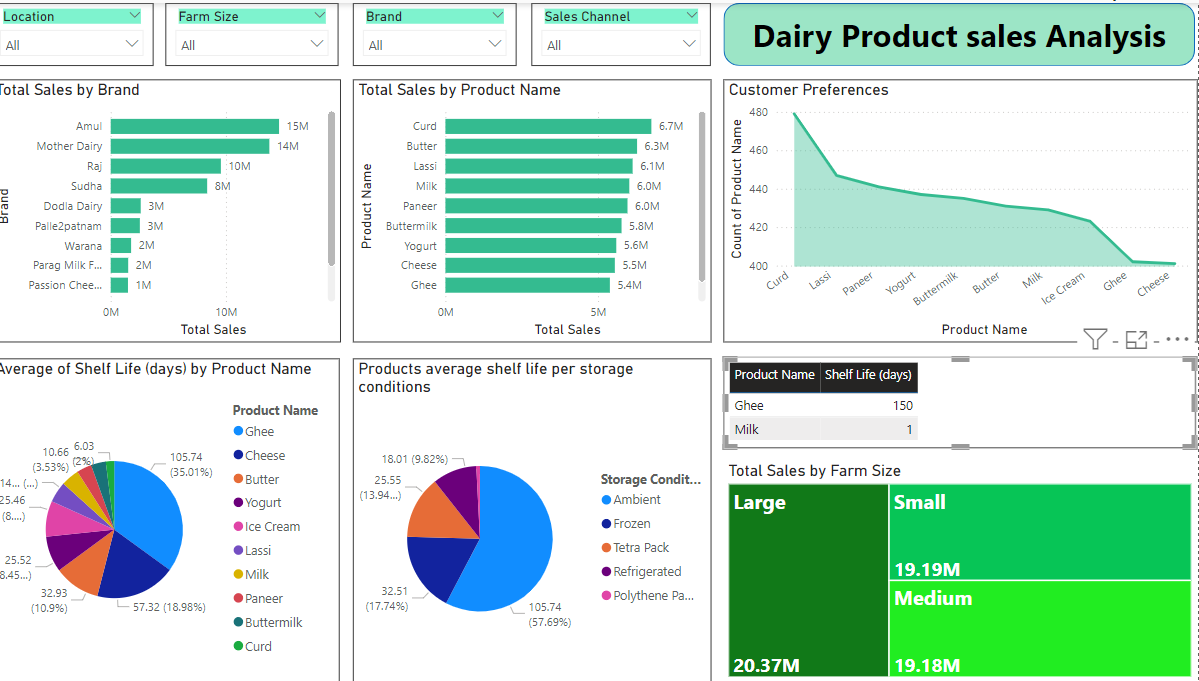 Location
All
Farm Size
All
Brand
All
Sales Channel
All
Dairy Product sales Analysis
Total Sales by Brand
Brand
Amul 15M
Mother Dairy 14M
Raj 10M
Sudha 8M
Dodla Dairy 3M
Palle2patnam 3M
Warana 2M
Parag Milk F... 2M
Passion Chee... 1M
0M 10M
Total Sales
Total Sales by Product Name
Product Name
Curd 6.7M
Butter 6.3M
Lassi 6.1M
Milk 6.0M
Paneer 6.0M
Buttermilk 5.8M
Yogurt 5.6M
Cheese 5.5M
Ghee 5.4M
0M 5M
Total Sales
Customer Preferences
Count of Product Name
480
460
440
420
400
Curd Lassi Paneer Yogurt Buttermilk Butter Milk Ice Cream Ghee Cheese
Product Name
Average of Shelf Life (days) by Product Name
105.74
(35.01%)
57.32 (18.98%)
32.93
(10.9%)
25.52
8.45...)
25.46
(8....)
14... (...)
10.66
(3.53%)
6.03
(2%)
Product Name
Ghee
Cheese
Butter
Yogurt
Ice Cream
Lassi
Milk
Paneer
Buttermilk
Curd
Products average shelf life per storage
conditions
18.01 (9.82%)
25.55
(13.94...)
32.51
(17.74%)
105.74
(57.69%)
Storage Condit...
Ambient
Frozen
Tetra Pack
Refrigerated
Polythene Pa...
Product Name Shelf Life (days)
Ghee 150
Milk 1
Total Sales by Farm Size
Large
20.37M
Small
19.19M
Medium
19.18M